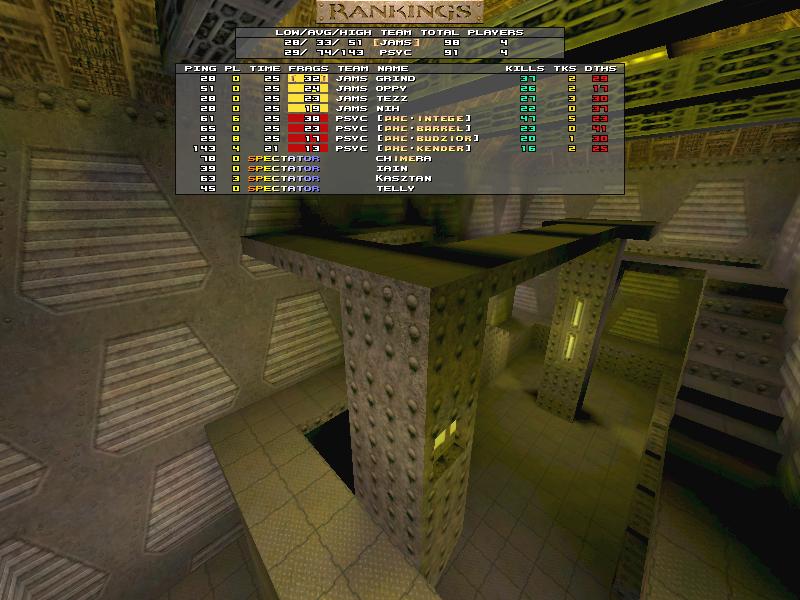 RANKINGS
LOW/AVG/HIGH TEAM TOTAL PLAYERS
28/ 33/ 51 [JAMS] 98 4
29/ 74/143 PSYC 91 4
PING PL TIME FRAGS TEAM NAME KILLS TKS DTHS
28 0 25 [ 32] JAMS GRIND 37 2 29
51 0 25 24 JAMS OPPY 26 2 17
28 0 25 23 JAMS TEZZ 27 3 30
28 0 25 19 JAMS NIH 22 0 37
61 6 25 38 PSYC [PHC·INTEGE] 47 5 23
65 0 25 23 PSYC [PHC·BARREL] 23 0 41
29 8 25 17 PSYC [PHC·BUDZIOR] 20 1 30
143 4 21 13 PSYC [PHC·KENDER] 16 2 25
78 0 SPECTATOR CHIMERA
39 0 SPECTATOR IAIN
63 3 SPECTATOR KASZTAN
45 0 SPECTATOR TELLY